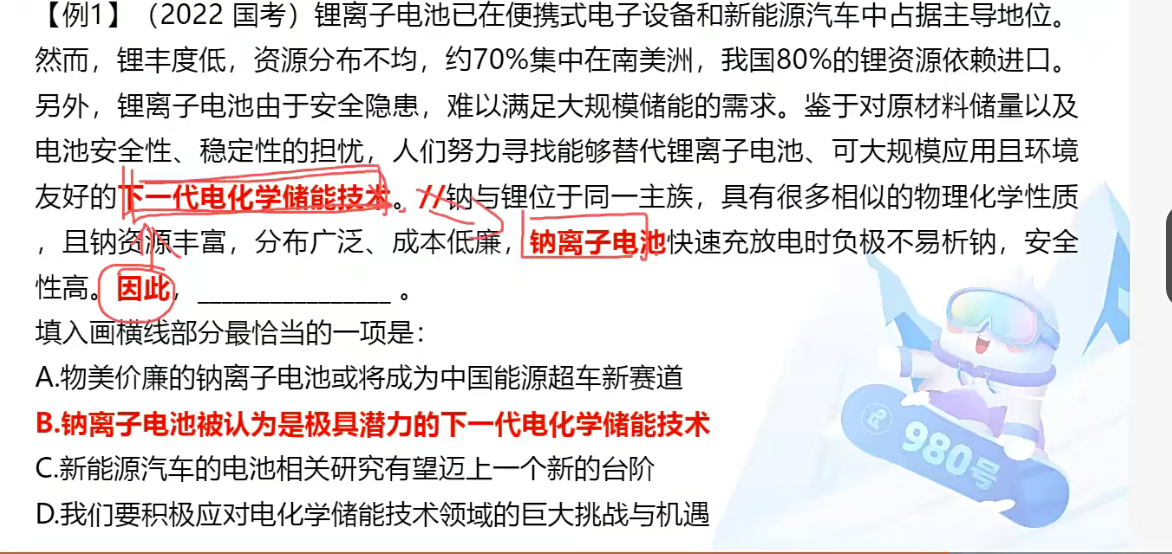 【例1】（2022 国考）锂离子电池已在便携式电子设备和新能源汽车中占据主导地位。
然而，锂丰度低，资源分布不均，约70%集中在南美洲，我国80%的锂资源依赖进口。
另外，锂离子电池由于安全隐患，难以满足大规模储能的需求。鉴于对原材料储量以及
电池安全性、稳定性的担忧，人们努力寻找能够替代锂离子电池、可大规模应用且环境
友好的下一代电化学储能技术。//钠与锂位于同一主族，具有很多相似的物理化学性质
，且钠资源丰富，分布广泛、成本低廉，钠离子电池快速充放电时负极不易析钠，安全
性高。因此，________________ 。
填入画横线部分最恰当的一项是：
A.物美价廉的钠离子电池或将成为中国能源超车新赛道
B.钠离子电池被认为是极具潜力的下一代电化学储能技术
C.新能源汽车的电池相关研究有望迈上一个新的台阶
D.我们要积极应对电化学储能技术领域的巨大挑战与机遇
980号